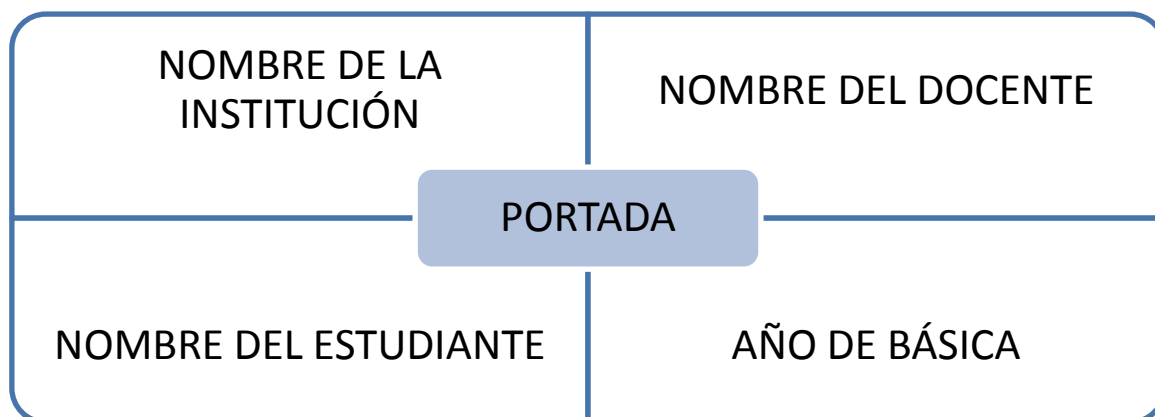 NOMBRE DE LA
INSTITUCIÓN
NOMBRE DEL DOCENTE
PORTADA
NOMBRE DEL ESTUDIANTE
AÑO DE BÁSICA